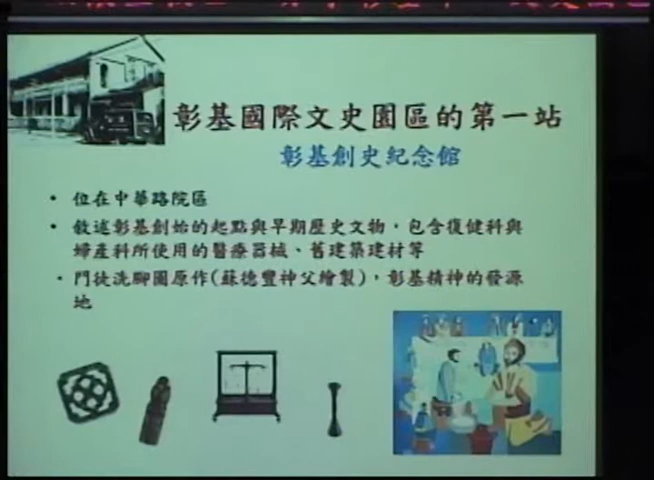 彰基國際文史園區的第一站
彰基創史紀念館
• 位在中華路院區
• 敘述彰基創始的起點與早期歷史文物，包含復健科與
婦產科所使用的醫療器械、舊建築建材等
• 門徒洗腳圖原作(蘇德豐神父繪製)，彰基精神的發源
地